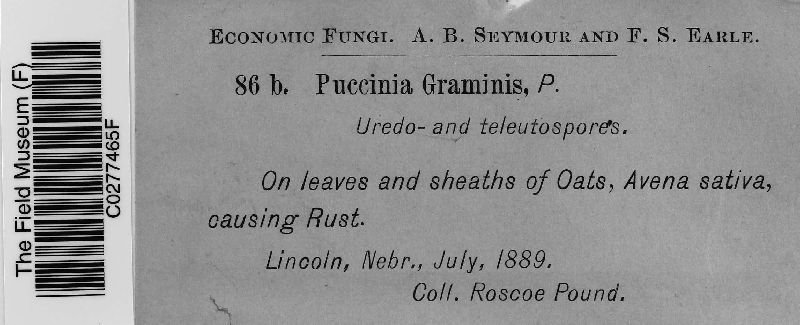 The Field Museum (F)
C0277465F
ECONOMIC FUNGI. A. B. SEYMOUR AND F. S. EARLE.
86 b. Puccinia Graminis, P.
Uredo- and teleutospores.
On leaves and sheaths of Oats, Avena sativa,
causing Rust.
Lincoln, Nebr., July, 1889.
Coll. Roscoe Pound.